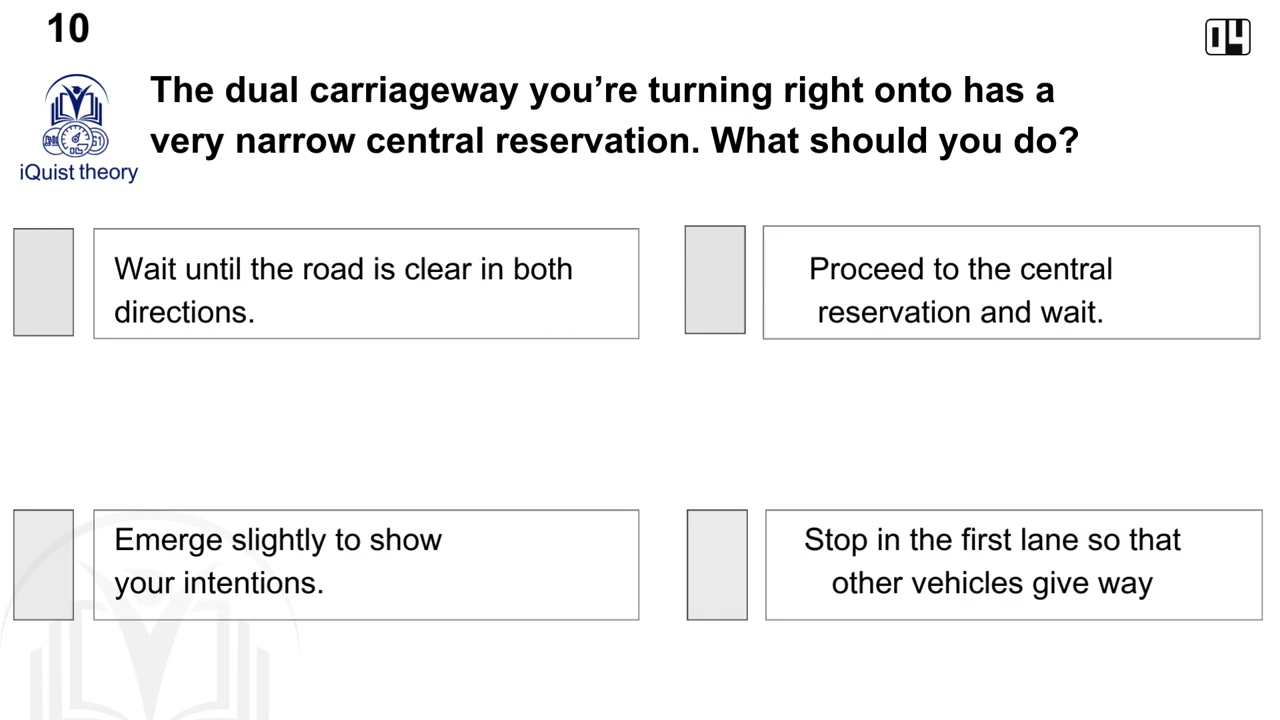 10
04
The dual carriageway you’re turning right onto has a
very narrow central reservation. What should you do?
iQuist theory
Wait until the road is clear in both
directions.
Proceed to the central
reservation and wait.
Emerge slightly to show
your intentions.
Stop in the first lane so that
other vehicles give way